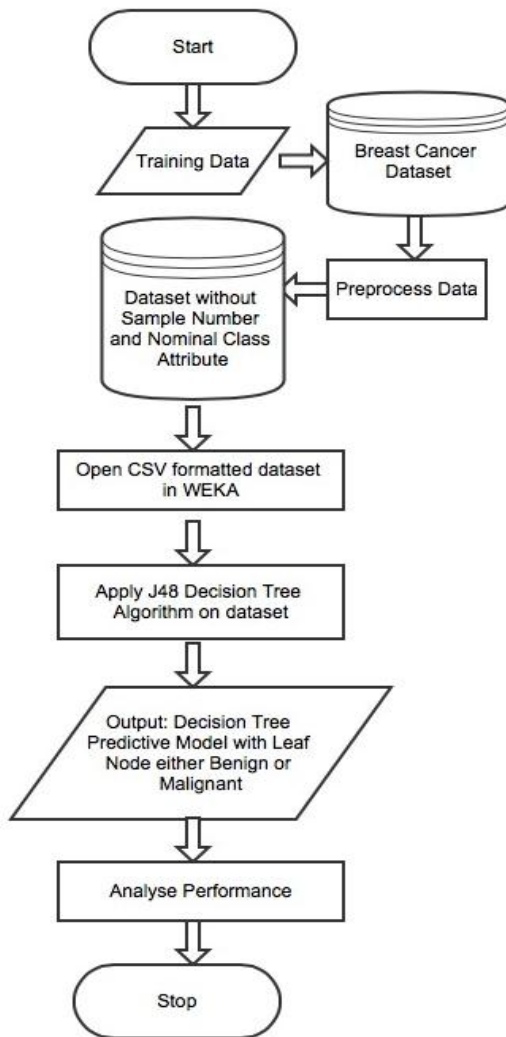 Start
Training Data
Breast Cancer
Dataset
Preprocess Data
Dataset without
Sample Number
and Nominal Class
Attribute
Open CSV formatted dataset
in WEKA
Apply J48 Decision Tree
Algorithm on dataset
Output: Decision Tree
Predictive Model with Leaf
Node either Benign or
Malignant
Analyse Performance
Stop